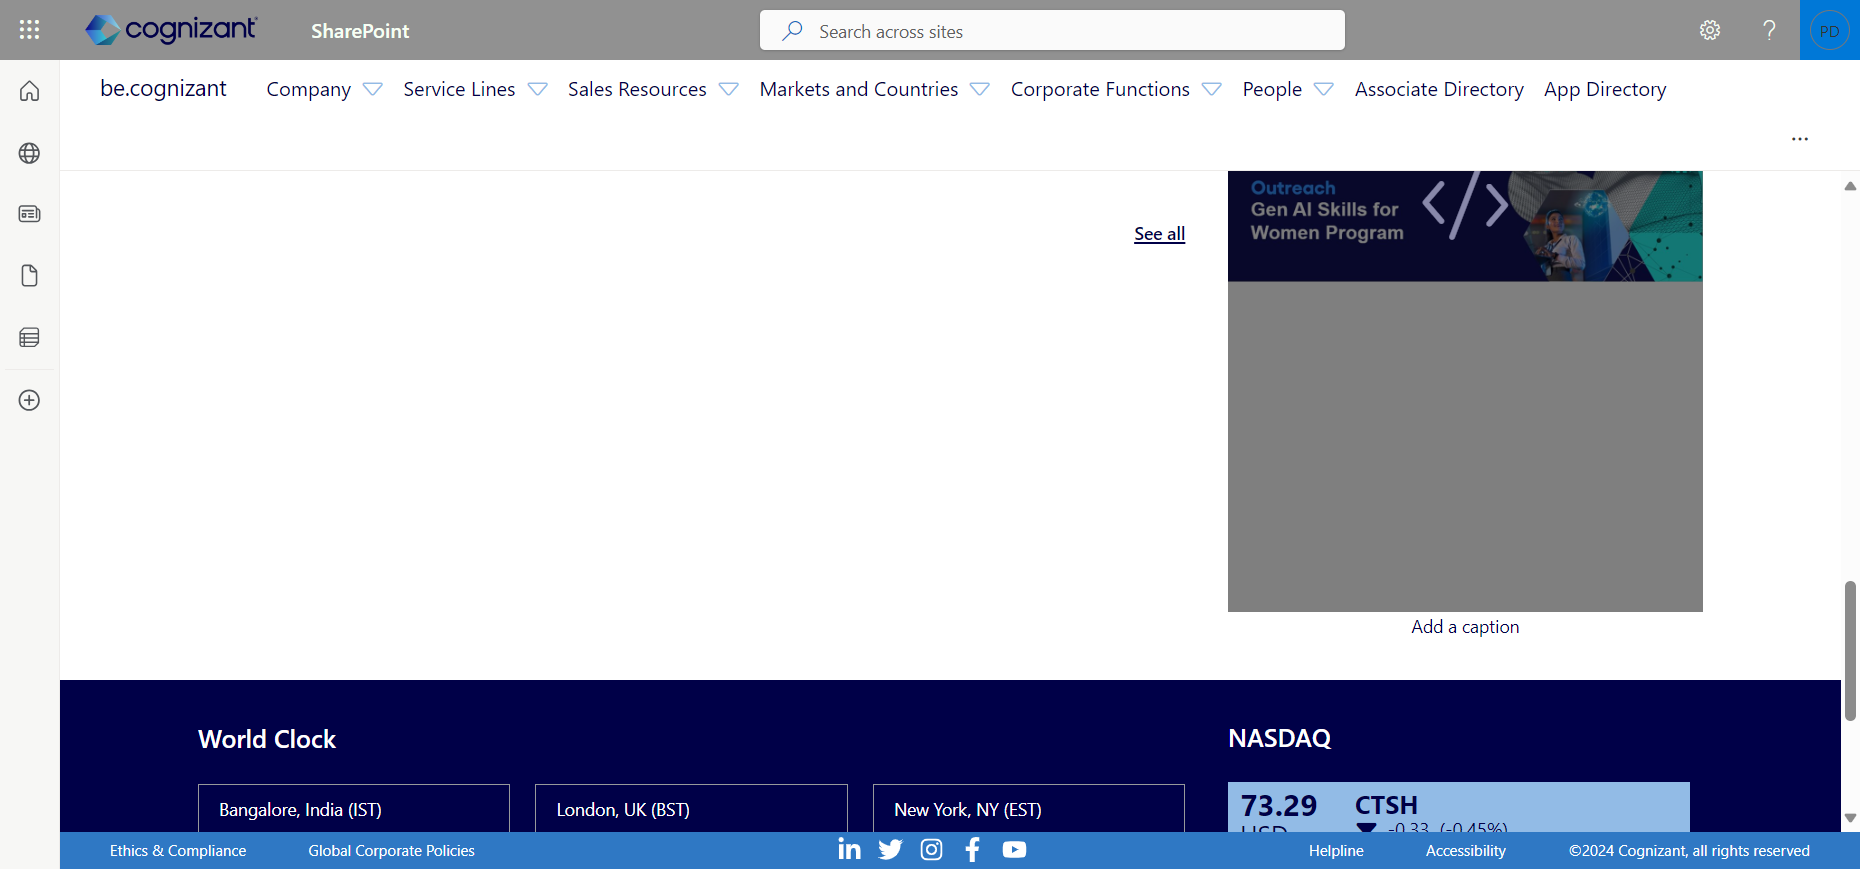 cognizant
SharePoint
Search across sites
?
PD
be.cognizant
Company
Service Lines
Sales Resources
Markets and Countries
Corporate Functions
People
Associate Directory
App Directory
...
See all
Outreach
Gen AI Skills for
Women Program
</>
Add a caption
World Clock
NASDAQ
Bangalore, India (IST)
London, UK (BST)
New York, NY (EST)
73.29
CTSH
USD
-0.33 (-0.45%)
Ethics & Compliance
Global Corporate Policies
in
Helpline
Accessibility
©2024 Cognizant, all rights reserved